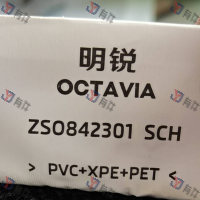 明锐
OCTAVIA
ZS0842301 SCH
> PVC+XPE+PET <